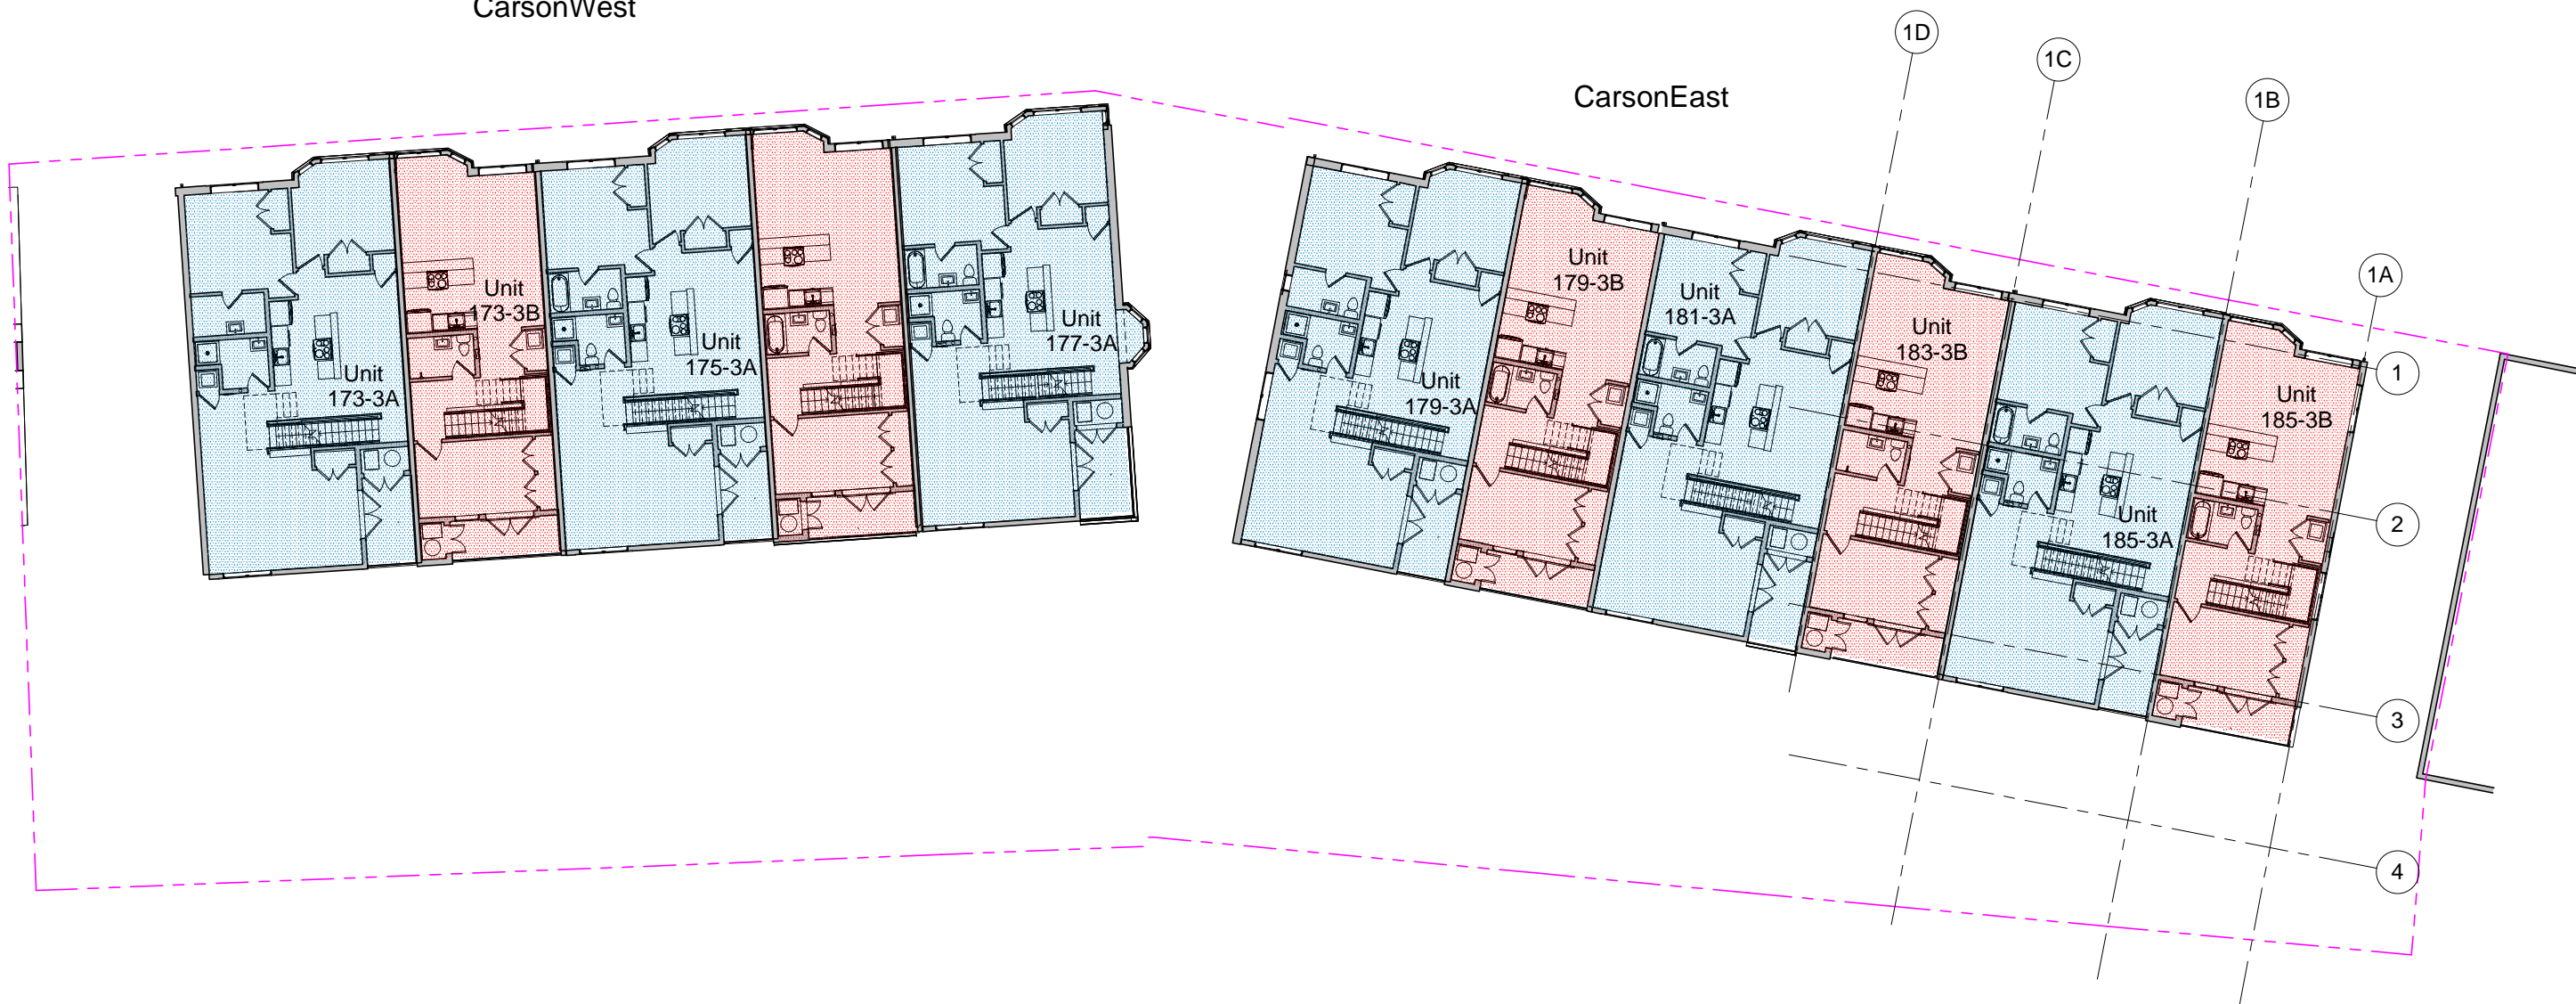 CarsonWest
CarsonEast
1D
1C
1B
1A
1
2
3
4
Unit
173-3A
Unit
173-3B
Unit
175-3A
Unit
177-3A
Unit
179-3A
Unit
179-3B
Unit
181-3A
Unit
183-3B
Unit
185-3A
Unit
185-3B